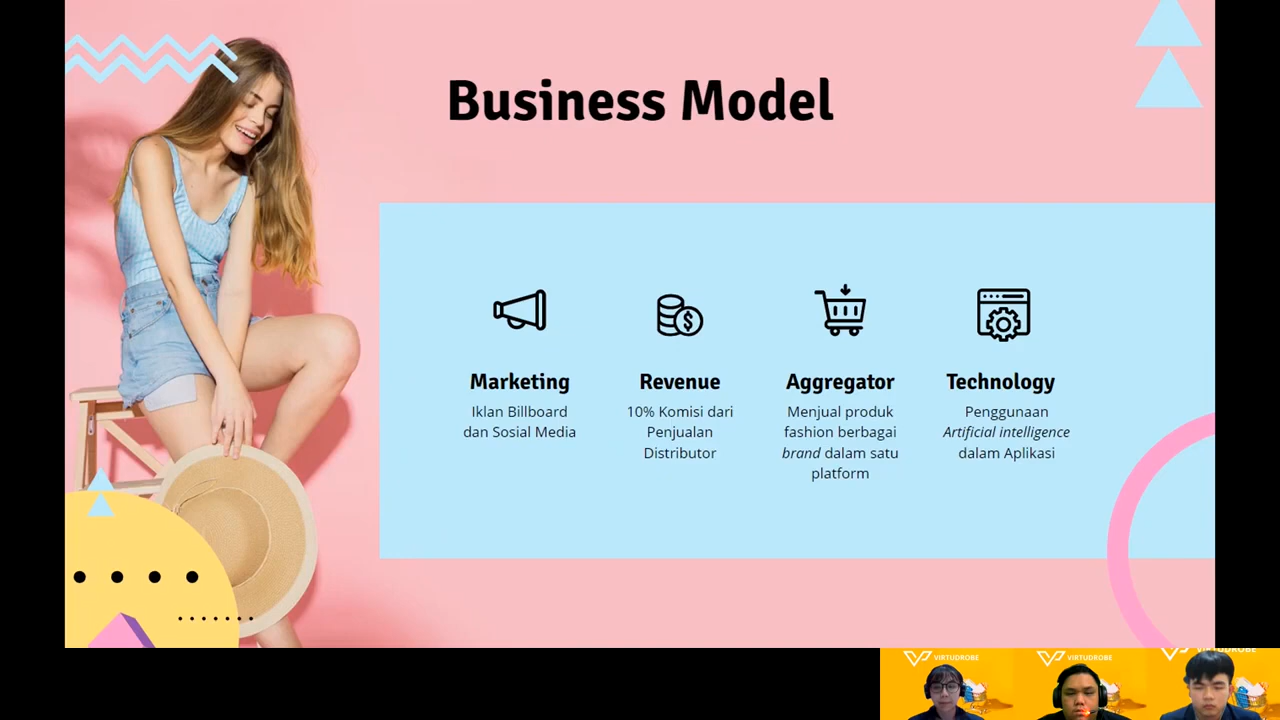 Business Model
Marketing
Iklan Billboard
dan Sosial Media
Revenue
10% Komisi dari
Penjualan
Distributor
Aggregator
Menjual produk
fashion berbagai
brand dalam satu
platform
Technology
Penggunaan
Artificial intelligence
dalam Aplikasi
VIRTUDROBE
VIRTUDROBE
VIRTUDROBE